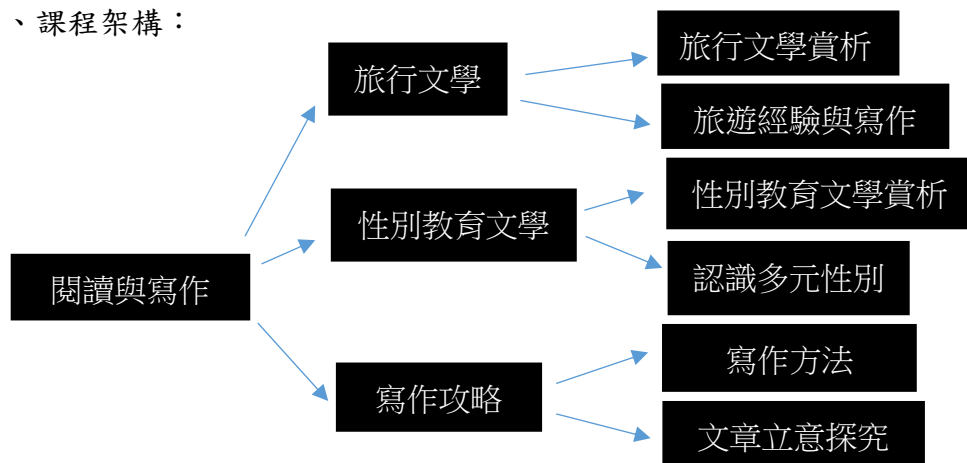 、課程架構：
閱讀與寫作
旅行文學
旅行文學賞析
旅遊經驗與寫作
性別教育文學
性別教育文學賞析
認識多元性別
寫作攻略
寫作方法
文章立意探究